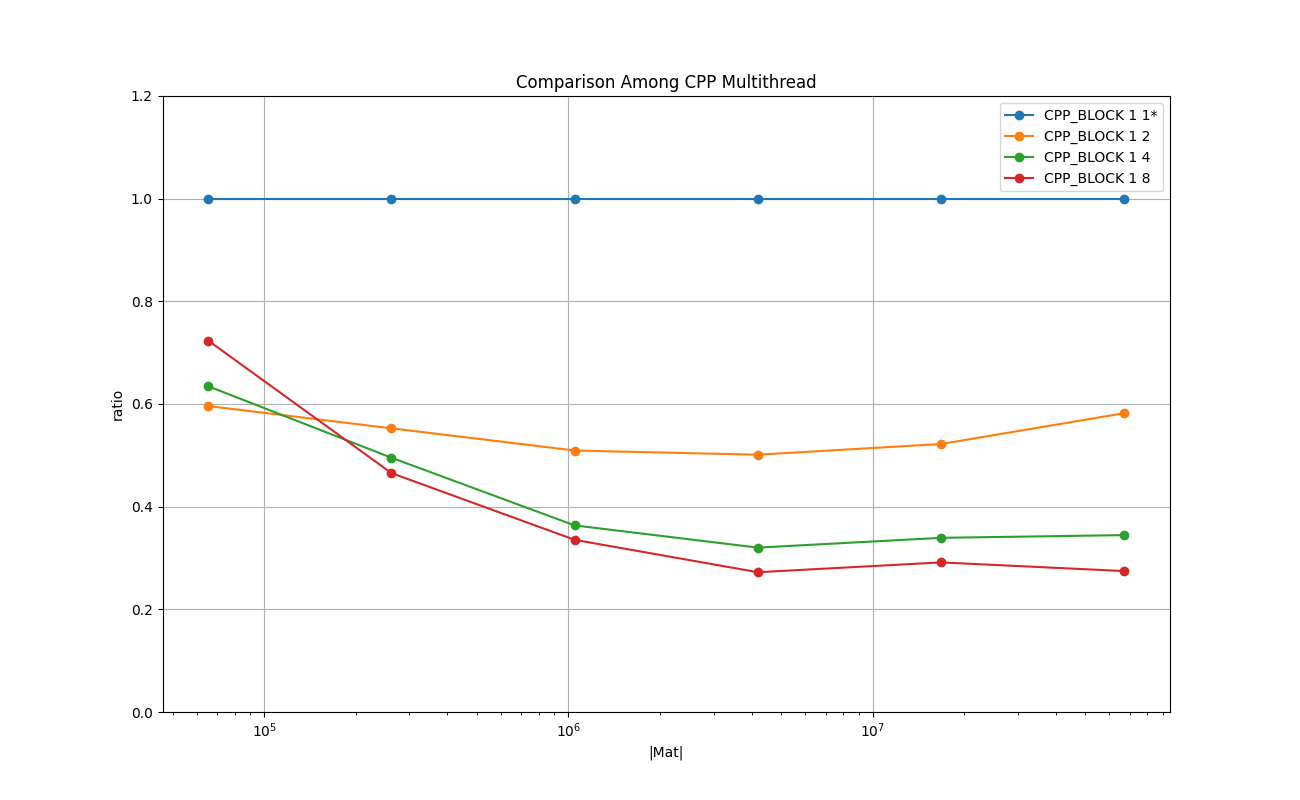 Comparison Among CPP Multithread
CPP_BLOCK 1 1*
CPP_BLOCK 1 2
CPP_BLOCK 1 4
CPP_BLOCK 1 8
1.2
1.0
0.8
0.6
0.4
0.2
0.0
ratio
10⁵
10⁶
10⁷
|Mat|